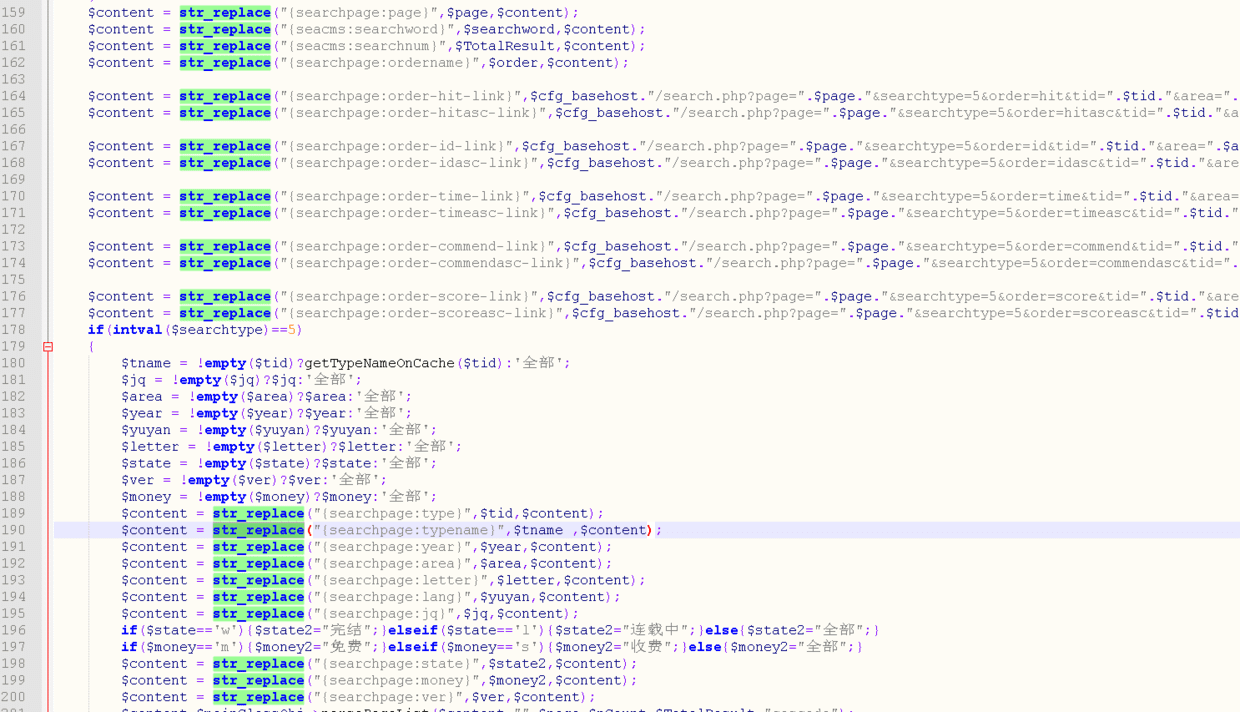 159 $content = str_replace("{searchpage:page}",$page,$content);
160 $content = str_replace("{seacms:searchword}",$searchword,$content);
161 $content = str_replace("{seacms:searchnum}",$TotalResult,$content);
162 $content = str_replace("{searchpage:ordername}",$order,$content);
163
164 $content = str_replace("{searchpage:order-hit-link}",$cfg_basehost."/search.php?page=".$page."&searchtype=5&order=hit&tid=".$tid."&area=".
165 $content = str_replace("{searchpage:order-hitasc-link}",$cfg_basehost."/search.php?page=".$page."&searchtype=5&order=hitasc&tid=".$tid."&a
166
167 $content = str_replace("{searchpage:order-id-link}",$cfg_basehost."/search.php?page=".$page."&searchtype=5&order=id&tid=".$tid."&area=".$a
168 $content = str_replace("{searchpage:order-idasc-link}",$cfg_basehost."/search.php?page=".$page."&searchtype=5&order=idasc&tid=".$tid."&are
169
170 $content = str_replace("{searchpage:order-time-link}",$cfg_basehost."/search.php?page=".$page."&searchtype=5&order=time&tid=".$tid."&area=
171 $content = str_replace("{searchpage:order-timeasc-link}",$cfg_basehost."/search.php?page=".$page."&searchtype=5&order=timeasc&tid=".$tid."
172
173 $content = str_replace("{searchpage:order-commend-link}",$cfg_basehost."/search.php?page=".$page."&searchtype=5&order=commend&tid=".$tid."
174 $content = str_replace("{searchpage:order-commendasc-link}",$cfg_basehost."/search.php?page=".$page."&searchtype=5&order=commendasc&tid=".
175
176 $content = str_replace("{searchpage:order-score-link}",$cfg_basehost."/search.php?page=".$page."&searchtype=5&order=score&tid=".$tid."&are
177 $content = str_replace("{searchpage:order-scoreasc-link}",$cfg_basehost."/search.php?page=".$page."&searchtype=5&order=scoreasc&tid=".$tid
178 if(intval($searchtype)==5)
179 {
180 $tname = !empty($tid)?getTypeNameOnCache($tid):'全部';
181 $jq = !empty($jq)?$jq:'全部';
182 $area = !empty($area)?$area:'全部';
183 $year = !empty($year)?$year:'全部';
184 $yuyan = !empty($yuyan)?$yuyan:'全部';
185 $letter = !empty($letter)?$letter:'全部';
186 $state = !empty($state)?$state:'全部';
187 $ver = !empty($ver)?$ver:'全部';
188 $money = !empty($money)?$money:'全部';
189 $content = str_replace("{searchpage:type}",$tid,$content);
190 $content = str_replace("{searchpage:typename}",$tname ,$content);
191 $content = str_replace("{searchpage:year}",$year,$content);
192 $content = str_replace("{searchpage:area}",$area,$content);
193 $content = str_replace("{searchpage:letter}",$letter,$content);
194 $content = str_replace("{searchpage:lang}",$yuyan,$content);
195 $content = str_replace("{searchpage:jq}",$jq,$content);
196 if($state=='w'){$state2="完结";}elseif($state=='l'){$state2="连载中";}else{$state2="全部";}
197 if($money=='m'){$money2="免费";}elseif($money=='s'){$money2="收费";}else{$money2="全部";}
198 $content = str_replace("{searchpage:state}",$state2,$content);
199 $content = str_replace("{searchpage:money}",$money2,$content);
200 $content = str_replace("{searchpage:ver}",$ver,$content);